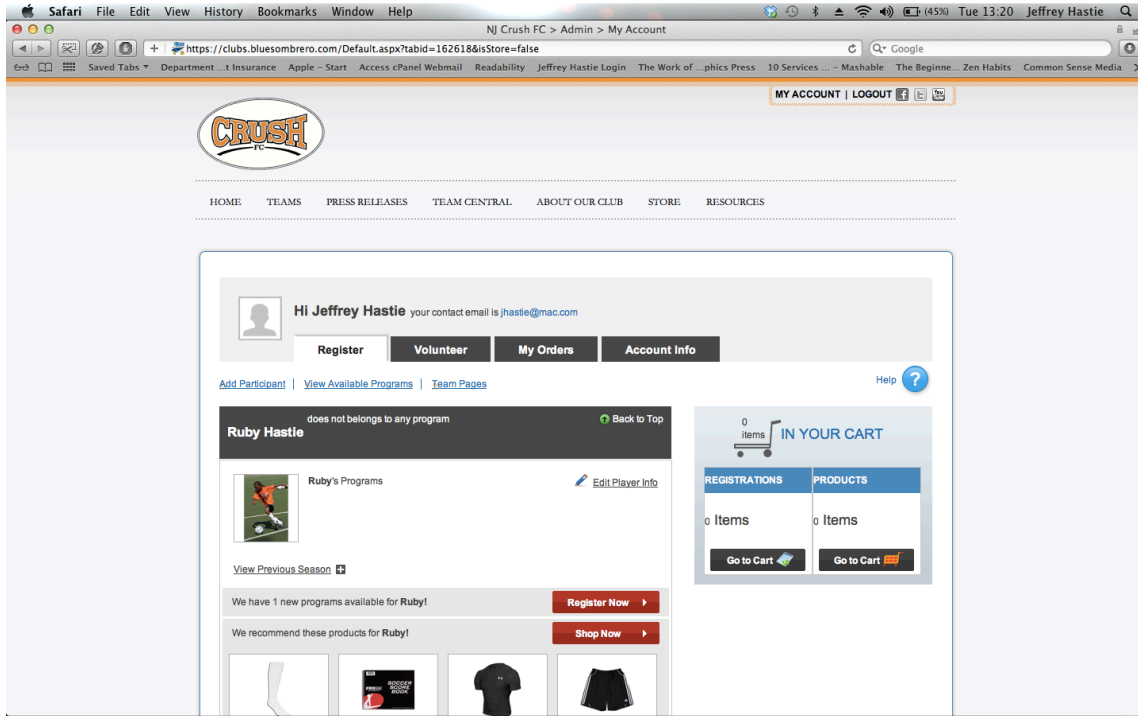 Safari File Edit View History Bookmarks Window Help (45%) Tue 13:20 Jeffrey Hastie
NJ Crush FC > Admin > My Account
https://clubs.bluesombrero.com/Default.aspx?tabid=162618&isStore=false Google
Saved Tabs Department ...t Insurance Apple – Start Access cPanel Webmail Readability Jeffrey Hastie Login The Work of ...phics Press 10 Services ... – Mashable The Beginne... Zen Habits Common Sense Media
MY ACCOUNT | LOGOUT
CRUSH
FC
HOME TEAMS PRESS RELEASES TEAM CENTRAL ABOUT OUR CLUB STORE RESOURCES
Hi Jeffrey Hastie your contact email is jhastie@mac.com
Register Volunteer My Orders Account Info
Add Participant | View Available Programs | Team Pages Help ?
Ruby Hastie does not belongs to any program Back to Top
Ruby's Programs Edit Player Info
View Previous Season
We have 1 new programs available for Ruby! Register Now
We recommend these products for Ruby! Shop Now
SOCCER
SCORE
BOOK
0
items IN YOUR CART
REGISTRATIONS PRODUCTS
0 Items 0 Items
Go to Cart Go to Cart